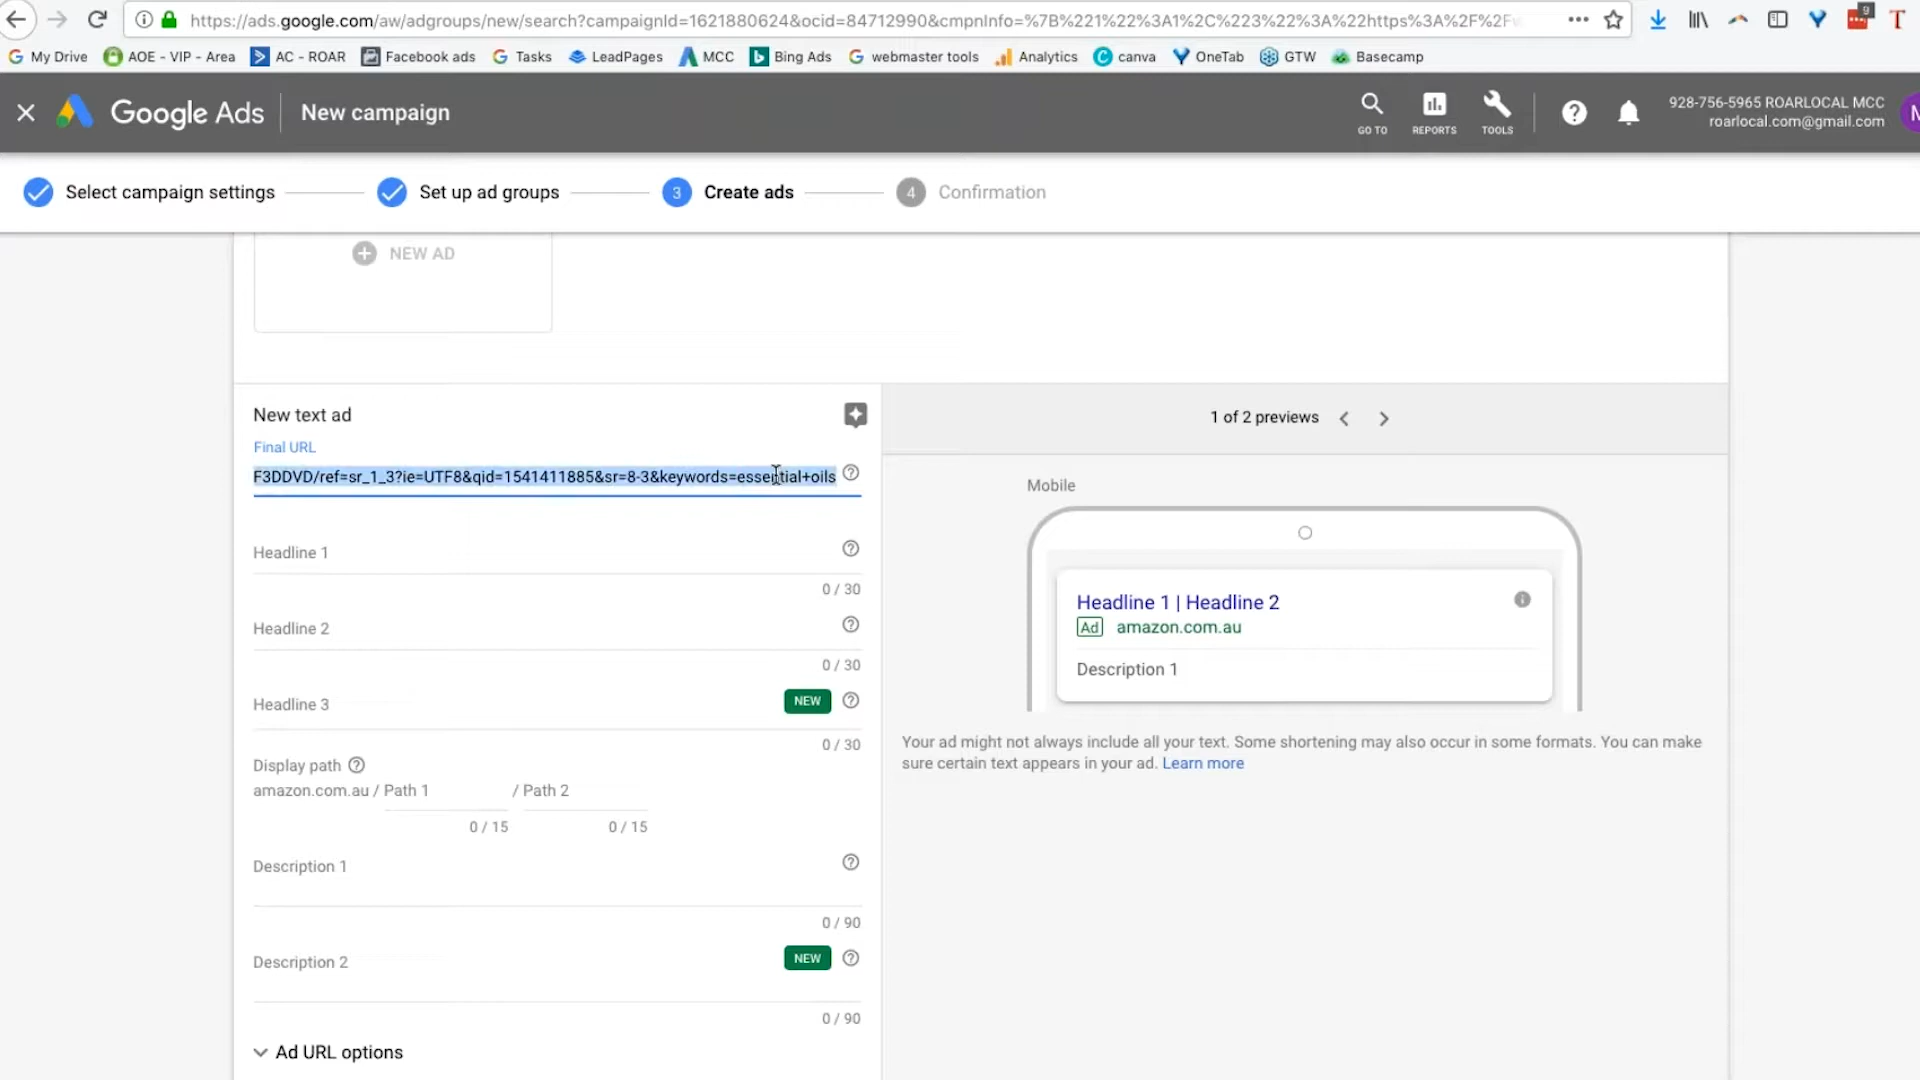 https://ads.google.com/aw/adgroups/new/search?campaignId=1621880624&ocid=84712990&cmpnInfo=%7B%221%22%3A1%2C%223%22%3A%22https%3A%2F%2F
My Drive AOE - VIP - Area AC - ROAR Facebook ads Tasks LeadPages MCC Bing Ads webmaster tools Analytics canva OneTab GTW Basecamp
Google Ads New campaign GO TO REPORTS TOOLS 928-756-5965 ROARLOCAL MCC
roarlocal.com@gmail.com
Select campaign settings Set up ad groups 3 Create ads 4 Confirmation
NEW AD
New text ad
1 of 2 previews
Final URL
F3DDVD/ref=sr_1_3?ie=UTF8&qid=1541411885&sr=8-3&keywords=essential+oils
Mobile
Headline 1
0 / 30
Headline 1 | Headline 2
Ad amazon.com.au
Description 1
Headline 2
0 / 30
Headline 3 NEW
0 / 30
Your ad might not always include all your text. Some shortening may also occur in some formats. You can make
sure certain text appears in your ad. Learn more
Display path
amazon.com.au / Path 1 / Path 2
0 / 15 0 / 15
Description 1
0 / 90
Description 2 NEW
0 / 90
Ad URL options